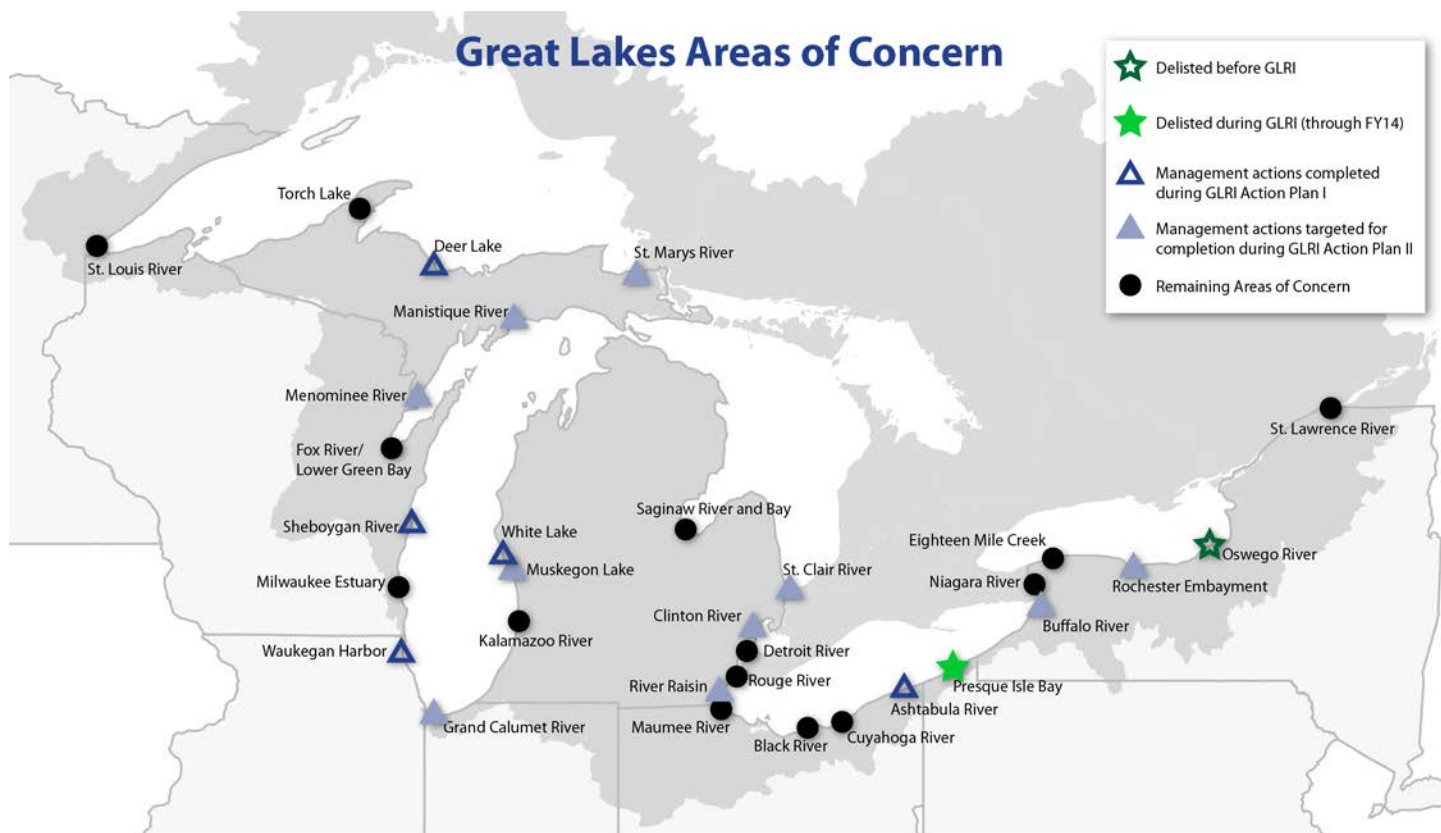 Great Lakes Areas of Concern
Delisted before GLRI
Delisted during GLRI (through FY14)
Management actions completed
during GLRI Action Plan I
Management actions targeted for
completion during GLRI Action Plan II
Remaining Areas of Concern
Torch Lake
St. Louis River
Deer Lake
St. Marys River
Manistique River
Menominee River
Fox River/
Lower Green Bay
Sheboygan River
Milwaukee Estuary
Waukegan Harbor
Grand Calumet River
White Lake
Muskegon Lake
Kalamazoo River
Saginaw River and Bay
St. Clair River
Clinton River
Detroit River
Rouge River
River Raisin
Maumee River
Black River
Cuyahoga River
Ashtabula River
Presque Isle Bay
Buffalo River
Niagara River
Eighteen Mile Creek
Rochester Embayment
Oswego River
St. Lawrence River